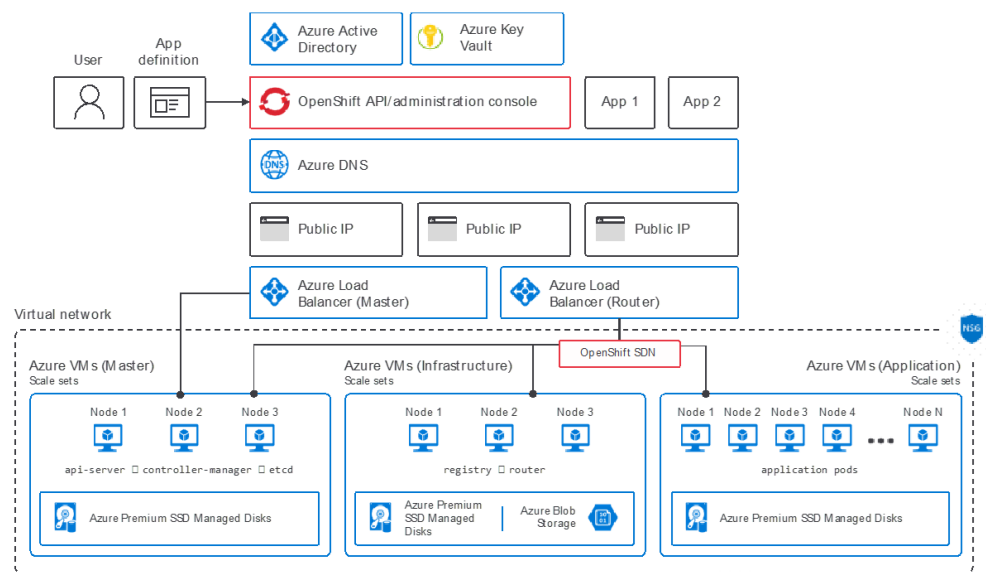 User
App
definition
Azure Active
Directory
Azure Key
Vault
OpenShift API/administration console
App 1
App 2
DNS
Azure DNS
Public IP
Public IP
Public IP
Azure Load
Balancer (Master)
Azure Load
Balancer (Router)
Virtual network
NSG
OpenShift SDN
Azure VMs (Master)
Scale sets
Azure VMs (Infrastructure)
Scale sets
Azure VMs (Application)
Scale sets
Node 1
Node 2
Node 3
api-server □ controller-manager □ etcd
Azure Premium SSD Managed Disks
Node 1
Node 2
Node 3
registry □ router
Azure Premium
SSD Managed
Disks
Azure Blob
Storage
Node 1
Node 2
Node 3
Node 4
Node N
application pods
Azure Premium SSD Managed Disks